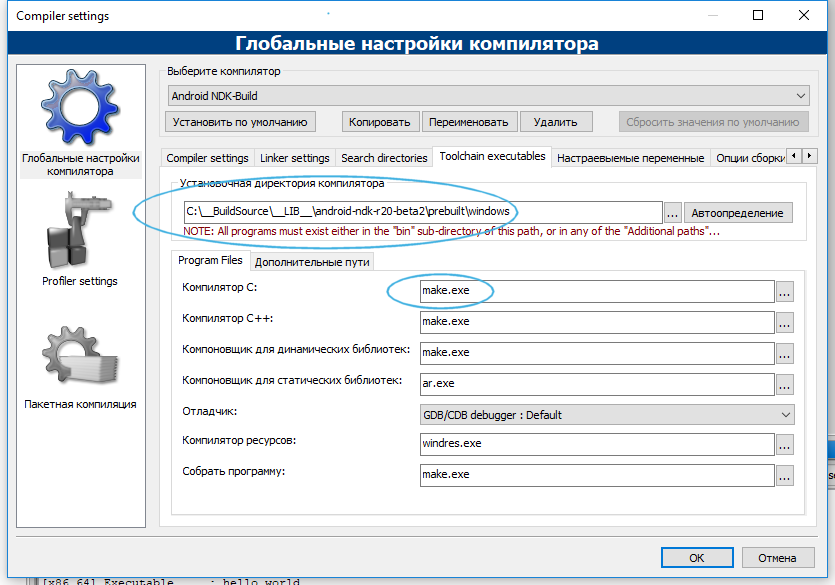 Compiler settings
Глобальные настройки компилятора
Выберите компилятор
Android NDK-Build
Установить по умолчанию
Копировать
Переименовать
Удалить
Сбросить значения по умолчанию
Глобальные настройки
компилятора
Profiler settings
Пакетная компиляция
Compiler settings
Linker settings
Search directories
Toolchain executables
Настраевыемые переменные
Опции сборки
Установочная директория компилятора
C:\__BuildSource\__LIB__\android-ndk-r20-beta2\prebuilt\windows
...
Автоопределение
NOTE: All programs must exist either in the "bin" sub-directory of this path, or in any of the "Additional paths"...
Program Files
Дополнительные пути
Компилятор C:
make.exe
...
Компилятор C++:
make.exe
...
Компоновщик для динамических библиотек:
make.exe
...
Компоновщик для статических библиотек:
ar.exe
...
Отладчик:
GDB/CDB debugger : Default
Компилятор ресурсов:
windres.exe
...
Собрать программу:
make.exe
...
OK
Отмена
[x86_64] Executable : hello_world